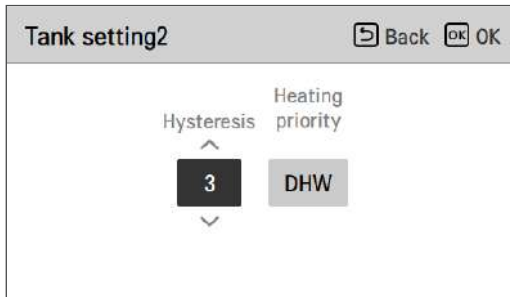 Tank setting2
Back OK OK
Heating
Hysteresis priority
3 DHW